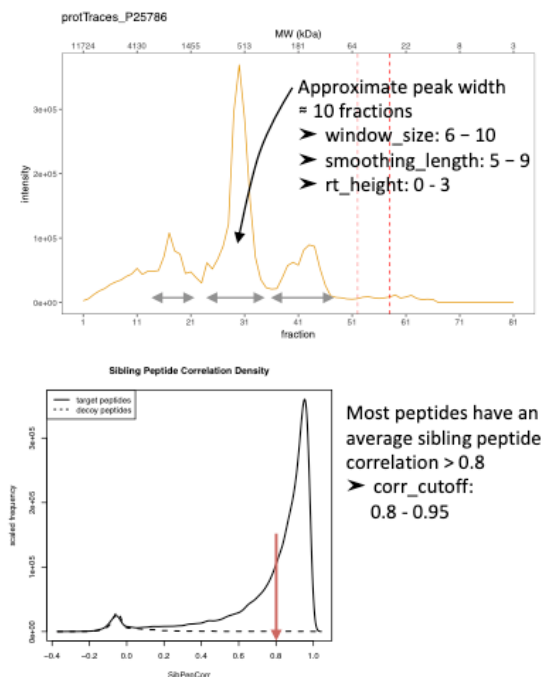 protTraces_P25786
MW (kDa)
11724 4130 1455 513 181 64 22 8 3
Approximate peak width
≈ 10 fractions
➤ window_size: 6 – 10
➤ smoothing_length: 5 – 9
➤ rt_height: 0 - 3
intensity
3e+05
2e+05
1e+05
0e+00
1 11 21 31 41 51 61 71 81
fraction
Sibling Peptide Correlation Density
target peptides
decoy peptides
scaled frequency
3e+05
2e+05
1e+05
0e+00
−0.4 −0.2 0.0 0.2 0.4 0.6 0.8 1.0
SibPepCorr
Most peptides have an
average sibling peptide
correlation > 0.8
➤ corr_cutoff:
0.8 - 0.95